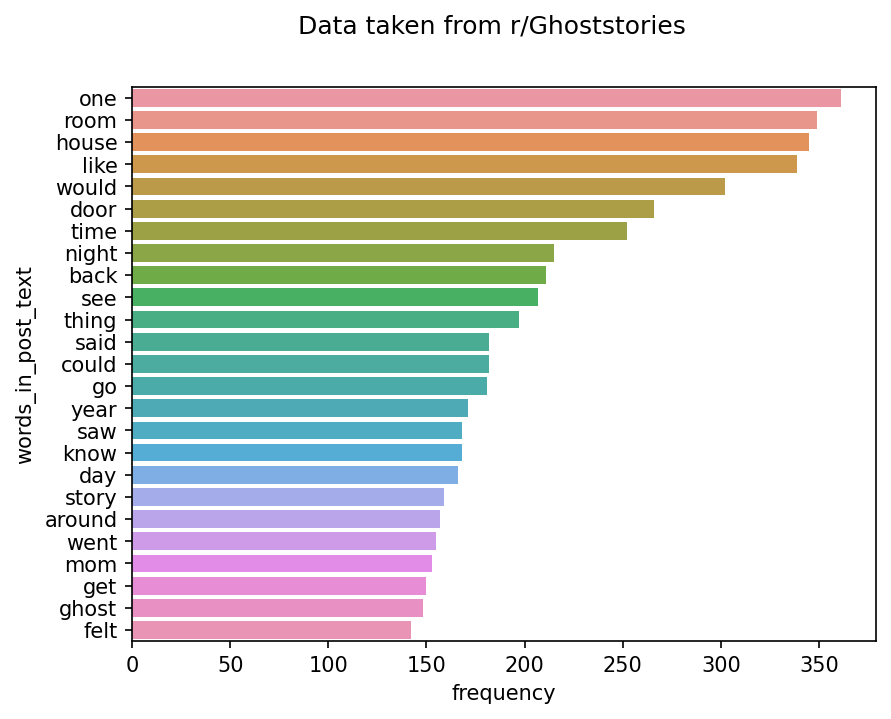 Data taken from r/Ghoststories
one
room
house
like
would
door
time
night
back
see
thing
said
could
go
year
saw
know
day
story
around
went
mom
get
ghost
felt
words_in_post_text
0 50 100 150 200 250 300 350
frequency